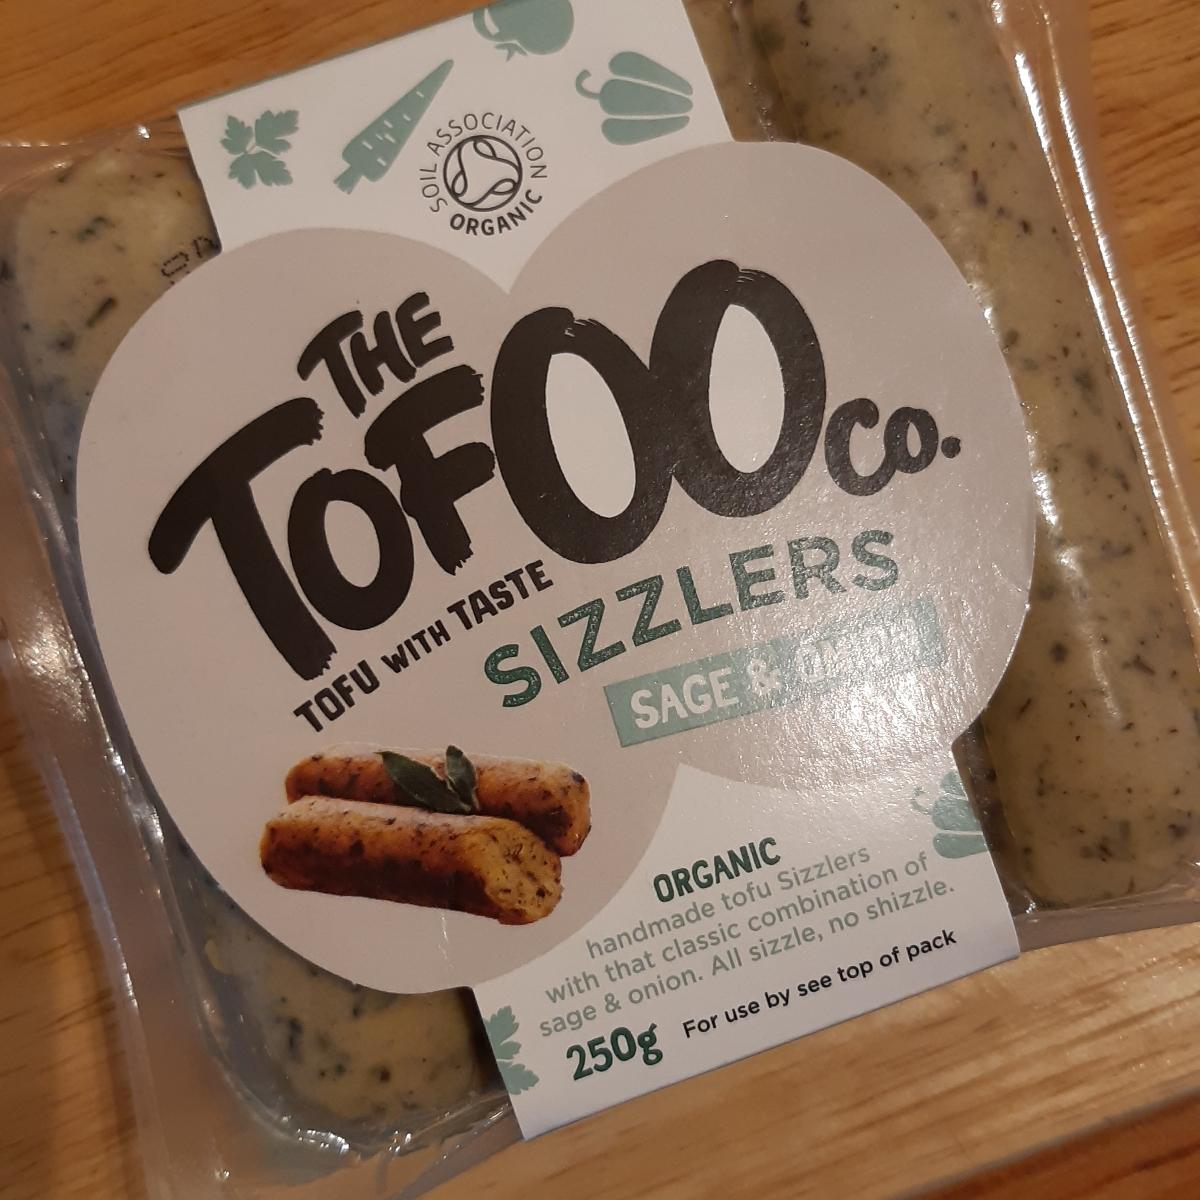 SOIL ASSOCIATION
ORGANIC
THE
TOFOO Co.
TOFU WITH TASTE
SIZZLERS
SAGE & ONION
ORGANIC
handmade tofu Sizzlers
with that classic combination of
sage & onion. All sizzle, no shizzle.
250g For use by see top of pack